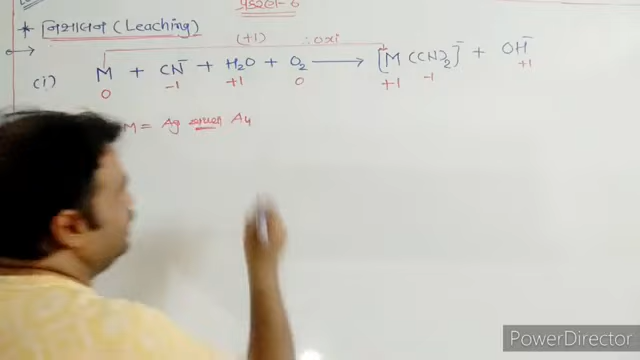 પ્રકરણ-6
* નિક્ષાલન (Leaching)
(+1) ∴ oxi
(i) M + CN⁻ + H₂O + O₂ ⟶ [M(CN)₂]⁻ + OH⁻
0 -1 +1 0 +1 -1 +1
M = Ag અથવા Au
PowerDirector